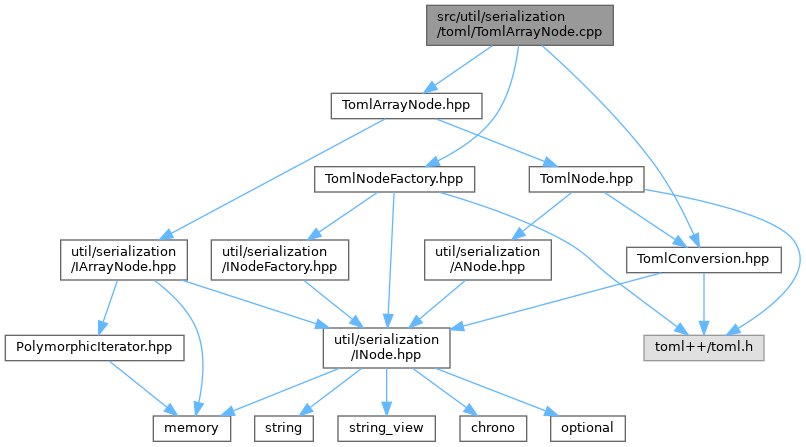 src/util/serialization
/toml/TomlArrayNode.cpp
TomlArrayNode.hpp
TomlNodeFactory.hpp
TomlNode.hpp
util/serialization
/IArrayNode.hpp
util/serialization
/INodeFactory.hpp
util/serialization
/ANode.hpp
TomlConversion.hpp
PolymorphicIterator.hpp
util/serialization
/INode.hpp
toml++/toml.h
memory
string
string_view
chrono
optional